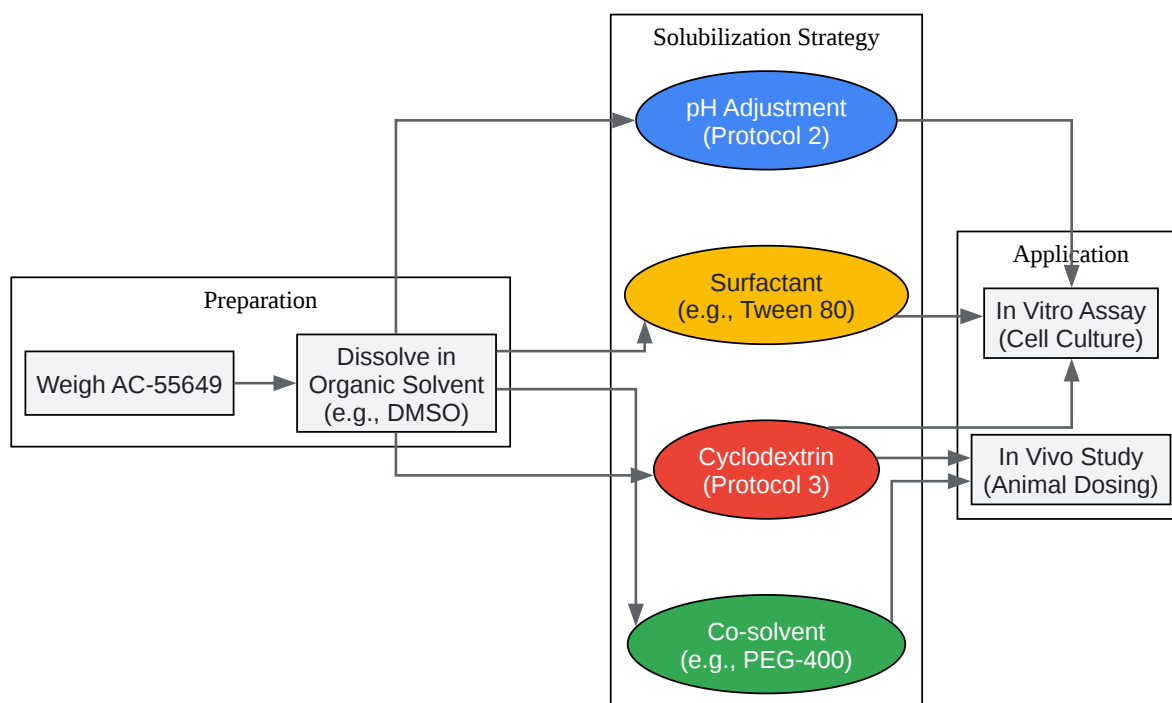 Preparation
Weigh AC-55649
Dissolve in
Organic Solvent
(e.g., DMSO)
Solubilization Strategy
pH Adjustment
(Protocol 2)
Surfactant
(e.g., Tween 80)
Cyclodextrin
(Protocol 3)
Co-solvent
(e.g., PEG-400)
Application
In Vitro Assay
(Cell Culture)
In Vivo Study
(Animal Dosing)